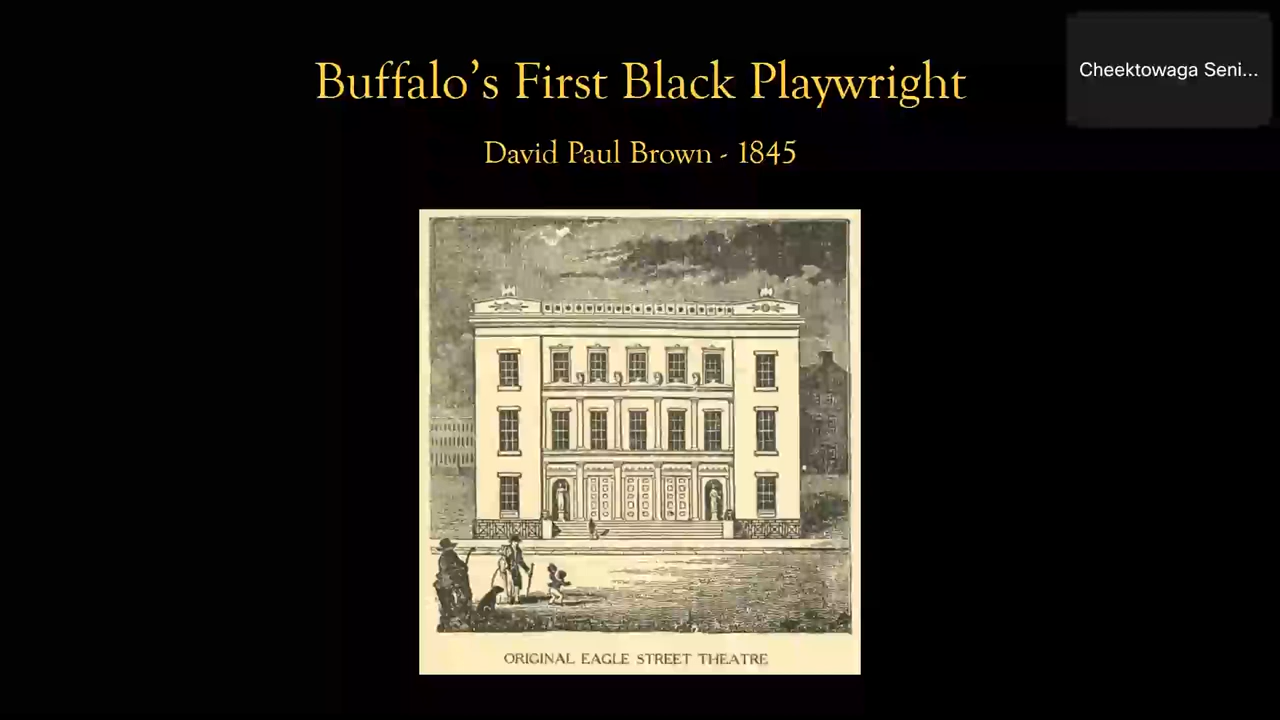 Buffalo’s First Black Playwright
Cheektowaga Seni...
David Paul Brown - 1845
ORIGINAL EAGLE STREET THEATRE